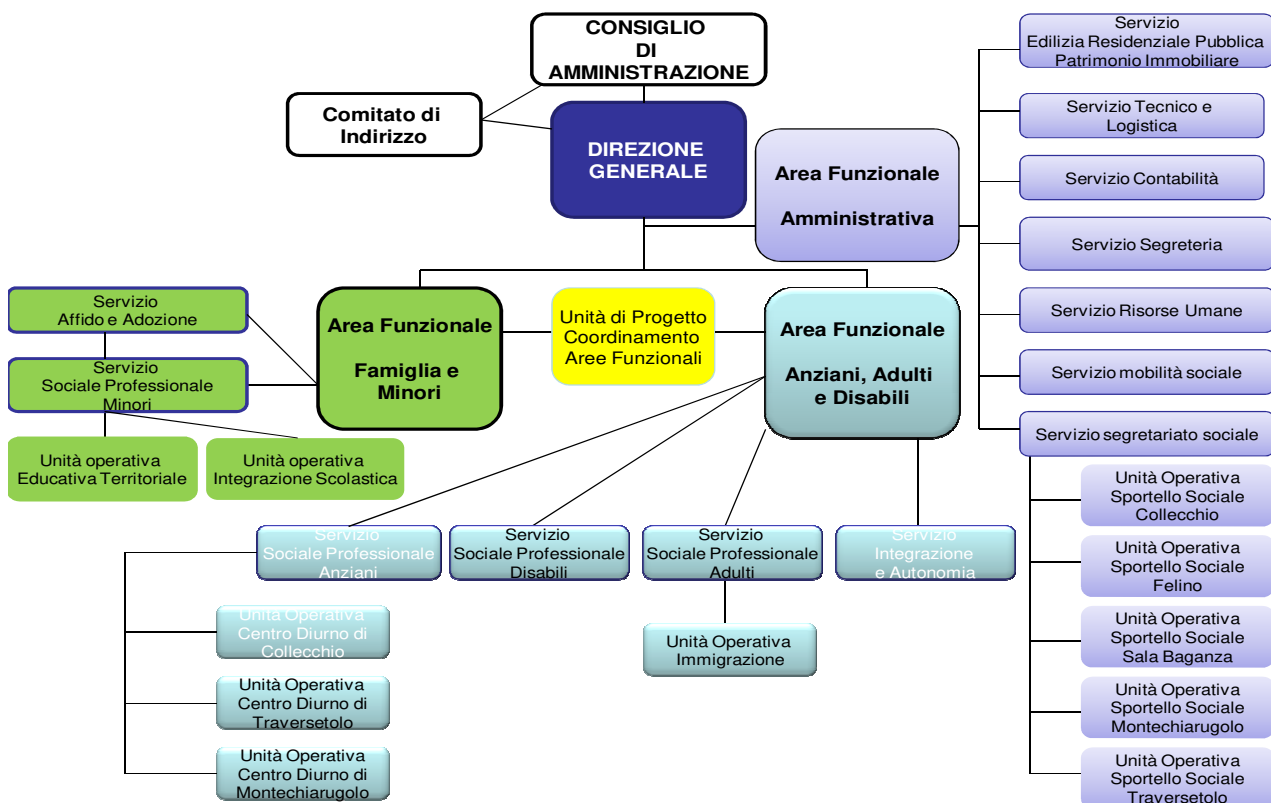 CONSIGLIO
DI
AMMINISTRAZIONE
Comitato di
Indirizzo
DIREZIONE
GENERALE
Area Funzionale
Amministrativa
Servizio
Edilizia Residenziale Pubblica
Patrimonio Immobiliare
Servizio Tecnico e
Logistica
Servizio Contabilità
Servizio Segreteria
Servizio Risorse Umane
Servizio mobilità sociale
Servizio segretariato sociale
Unità Operativa
Sportello Sociale
Collecchio
Unità Operativa
Sportello Sociale
Felino
Unità Operativa
Sportello Sociale
Sala Baganza
Unità Operativa
Sportello Sociale
Montechiarugolo
Unità Operativa
Sportello Sociale
Traversetolo
Servizio
Affido e Adozione
Servizio
Sociale Professionale
Minori
Unità operativa
Educativa Territoriale
Unità operativa
Integrazione Scolastica
Area Funzionale
Famiglia e
Minori
Unità di Progetto
Coordinamento
Aree Funzionali
Area Funzionale
Anziani, Adulti
e Disabili
Servizio
Sociale Professionale
Anziani
Servizio
Sociale Professionale
Disabili
Servizio
Sociale Professionale
Adulti
Servizio
Integrazione
e Autonomia
Unità Operativa
Centro Diurno di
Collecchio
Unità Operativa
Centro Diurno di
Traversetolo
Unità Operativa
Centro Diurno di
Montechiarugolo
Unità Operativa
Immigrazione